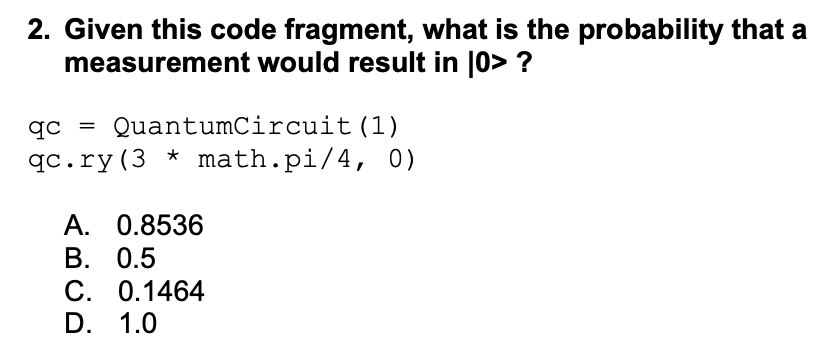 2. Given this code fragment, what is the probability that a
measurement would result in |0> ?
qc = QuantumCircuit(1)
qc.ry(3 * math.pi/4, 0)
A. 0.8536
B. 0.5
C. 0.1464
D. 1.0